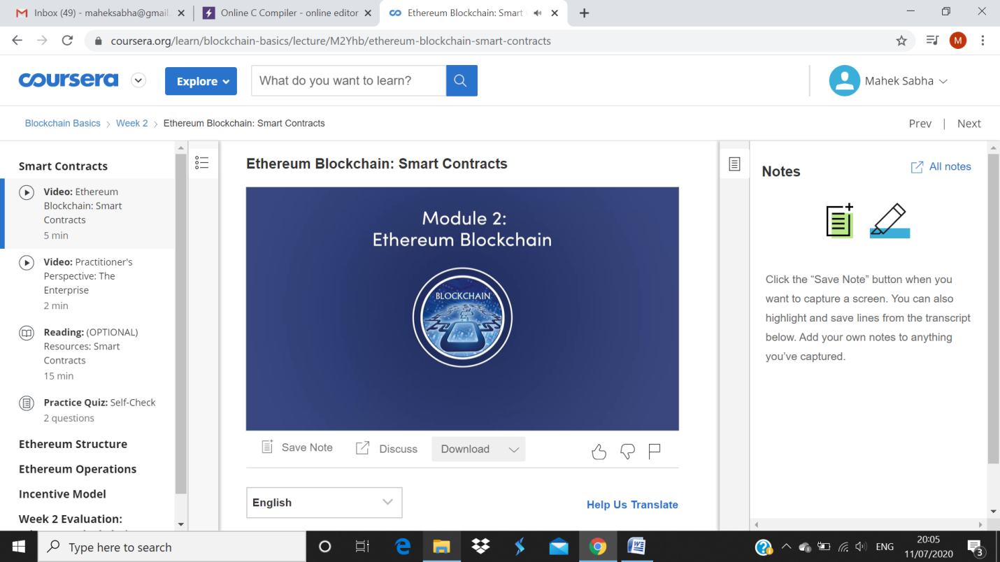 Inbox (49) - maheksabha@gmail.
Online C Compiler - online editor
Ethereum Blockchain: Smart
coursera.org/learn/blockchain-basics/lecture/M2Yhb/ethereum-blockchain-smart-contracts
M
coursera
Explore
What do you want to learn?
Mahek Sabha
Blockchain Basics > Week 2 > Ethereum Blockchain: Smart Contracts
Prev | Next
Smart Contracts
Video: Ethereum
Blockchain: Smart
Contracts
5 min
Video: Practitioner's
Perspective: The
Enterprise
2 min
Reading: (OPTIONAL)
Resources: Smart
Contracts
15 min
Practice Quiz: Self-Check
2 questions
Ethereum Structure
Ethereum Operations
Incentive Model
Week 2 Evaluation:
Ethereum Blockchain: Smart Contracts
Module 2:
Ethereum Blockchain
BLOCKCHAIN
Save Note
Discuss
Download
English
Help Us Translate
Notes
All notes
Click the “Save Note” button when you
want to capture a screen. You can also
highlight and save lines from the transcript
below. Add your own notes to anything
you’ve captured.
Type here to search
ENG
20:05
11/07/2020
3